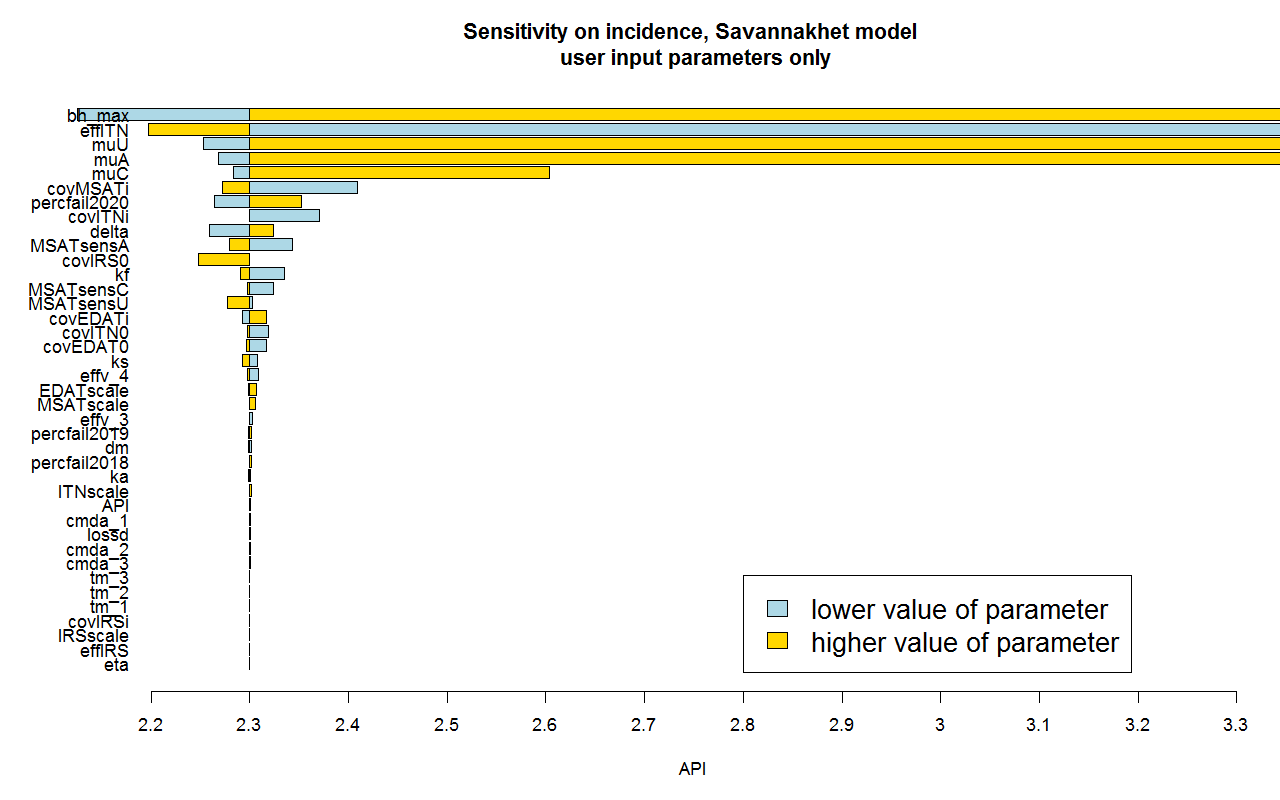 Sensitivity on incidence, Savannakhet model
user input parameters only
bh_max
effITN
muU
muA
muC
covMSATi
percfail2020
covITNi
delta
MSATsensA
covIRS0
kf
MSATsensC
MSATsensU
covEDATi
covITN0
covEDAT0
ks
effv_4
EDATscale
MSATscale
effv_3
percfail2019
dm
percfail2018
ka
ITNscale
API
cmda_1
lossd
cmda_2
cmda_3
tm_3
tm_2
tm_1
covIRSi
IRSscale
effIRS
eta
lower value of parameter
higher value of parameter
2.2 2.3 2.4 2.5 2.6 2.7 2.8 2.9 3 3.1 3.2 3.3
API